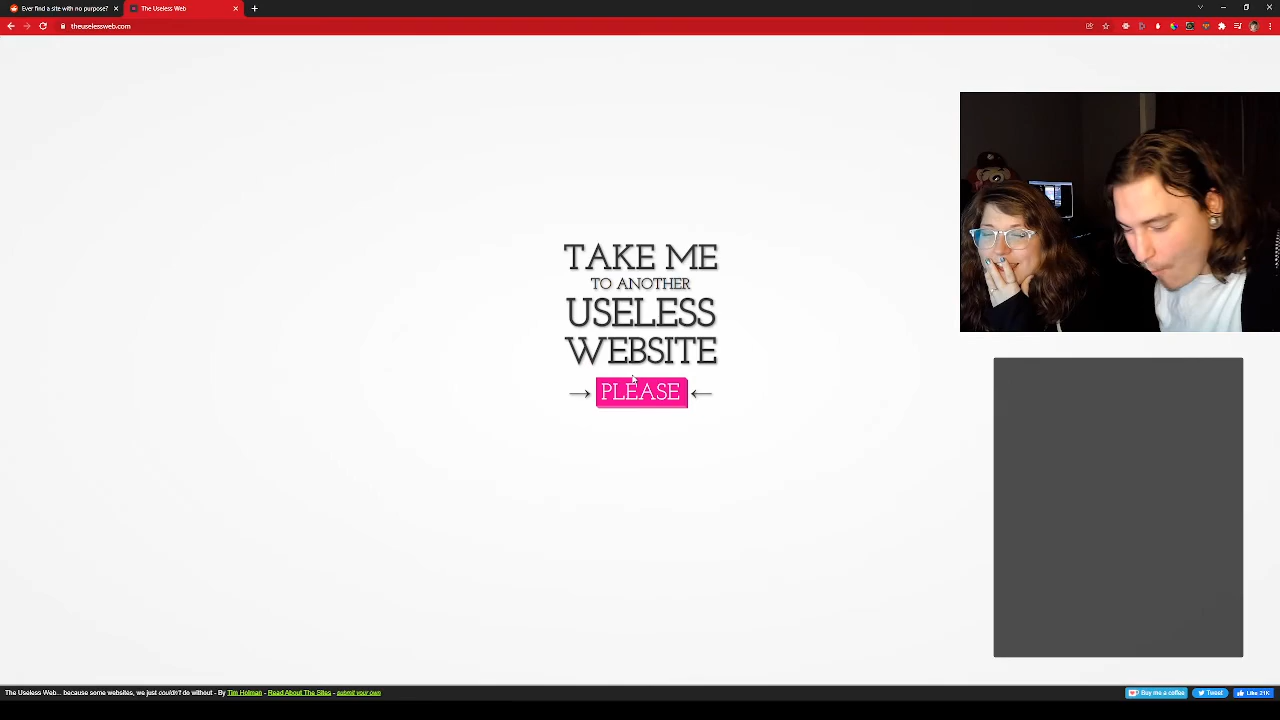 Ever find a site with no purpose?
The Useless Web
theuselessweb.com
TAKE ME
TO ANOTHER
USELESS
WEBSITE
→ PLEASE ←
The Useless Web... because some websites, we just couldn't do without - By Tim Holman - Read About The Sites - submit your own
Buy me a coffee
Tweet
Like 21K